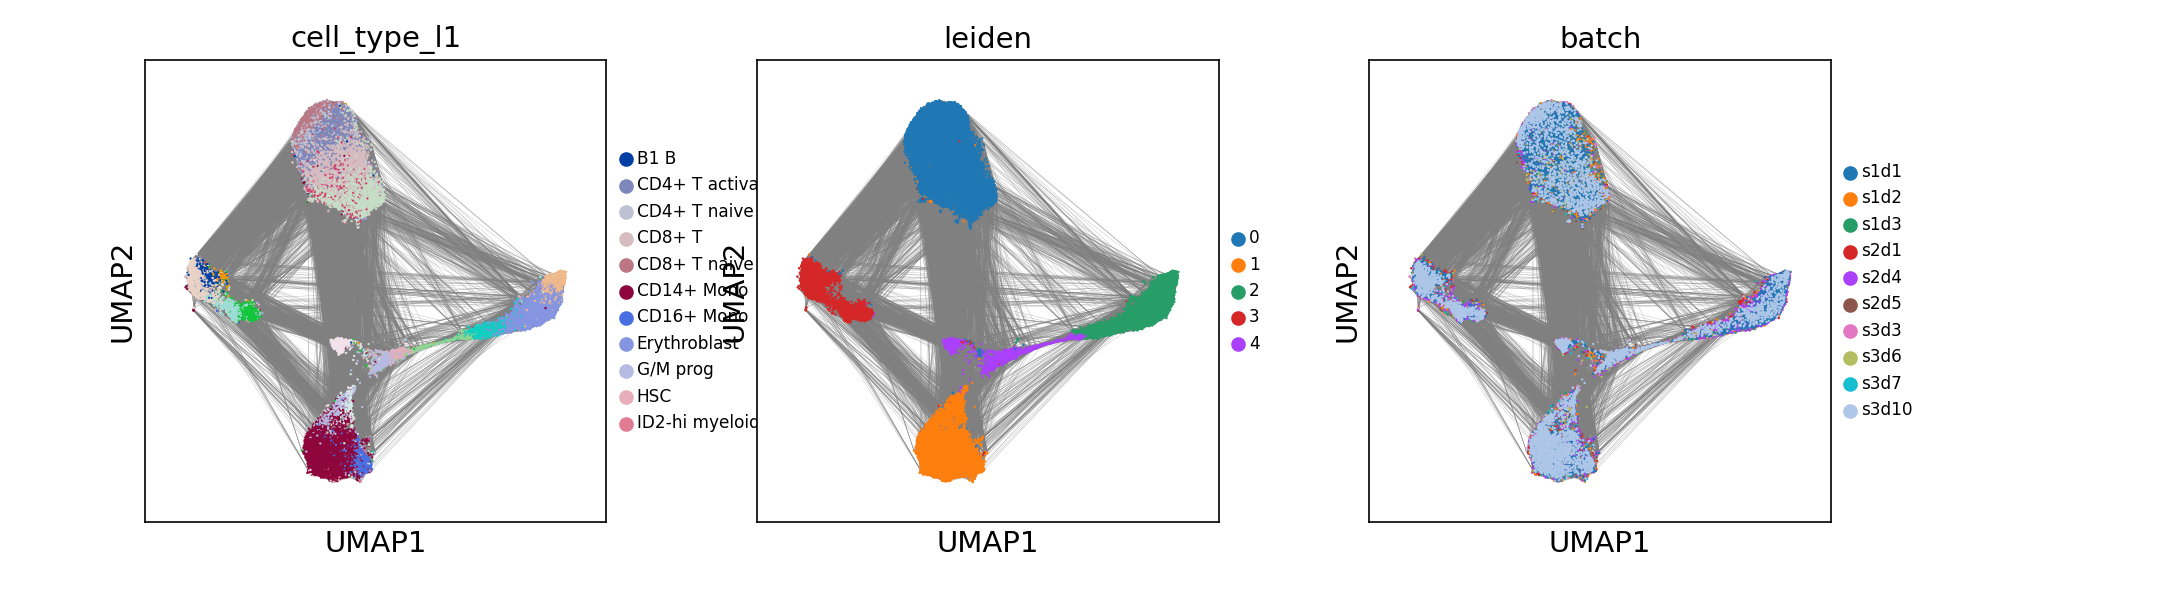 cell_type_l1
UMAP2
UMAP1
B1 B
CD4+ T activa
CD4+ T naive
CD8+ T
CD8+ T naive
CD14+ Mono
CD16+ Mono
Erythroblast
G/M prog
HSC
ID2-hi myeloid
leiden
UMAP2
UMAP1
0
1
2
3
4
batch
UMAP2
UMAP1
s1d1
s1d2
s1d3
s2d1
s2d4
s2d5
s3d3
s3d6
s3d7
s3d10